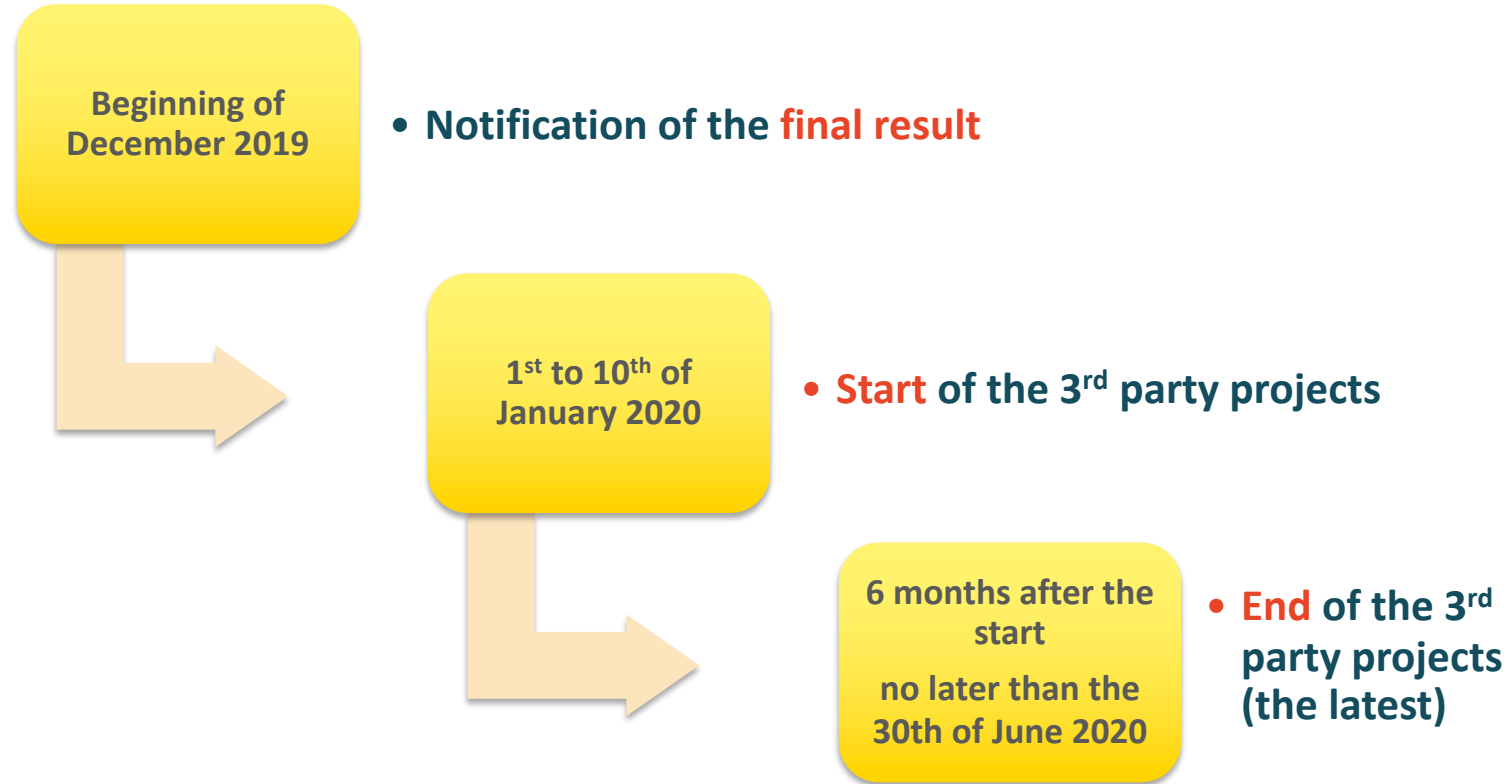 Beginning of
December 2019
• Notification of the final result
1st to 10th of
January 2020
• Start of the 3rd party projects
6 months after the
start
no later than the
30th of June 2020
• End of the 3rd
party projects
(the latest)